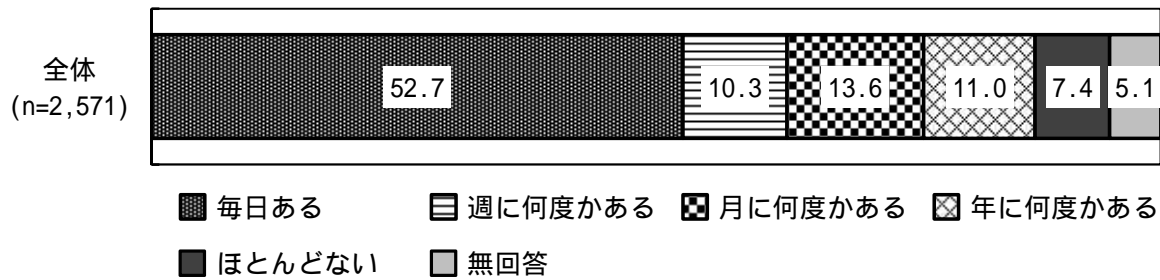 全体
(n=2,571)
52.7 10.3 13.6 11.0 7.4 5.1
毎日ある 週に何度かある 月に何度かある 年に何度かある
ほとんどない 無回答